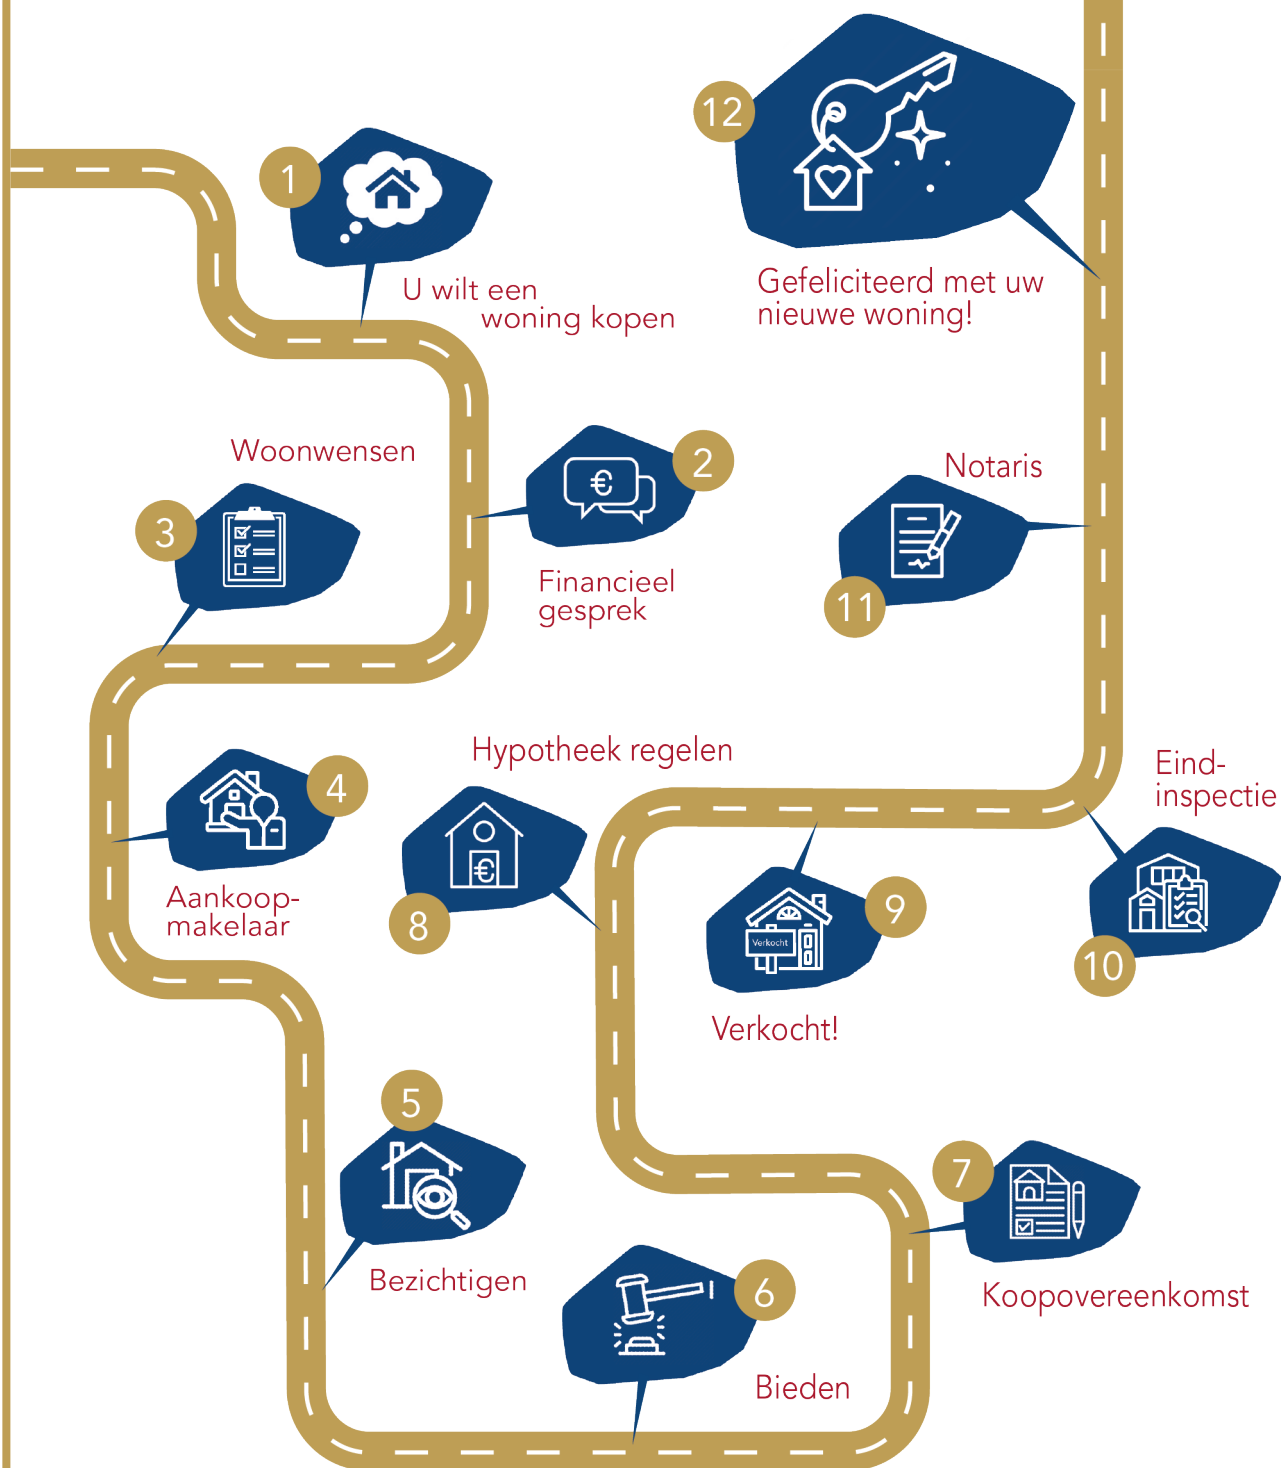 1
U wilt een
woning kopen
2
Financieel
gesprek
Woonwensen
3
4
Aankoop-
makelaar
5
Bezichtigen
6
Bieden
7
Koopovereenkomst
Hypotheek regelen
8
9
Verkocht
Verkocht!
Eind-
inspectie
10
Notaris
11
12
Gefeliciteerd met uw
nieuwe woning!